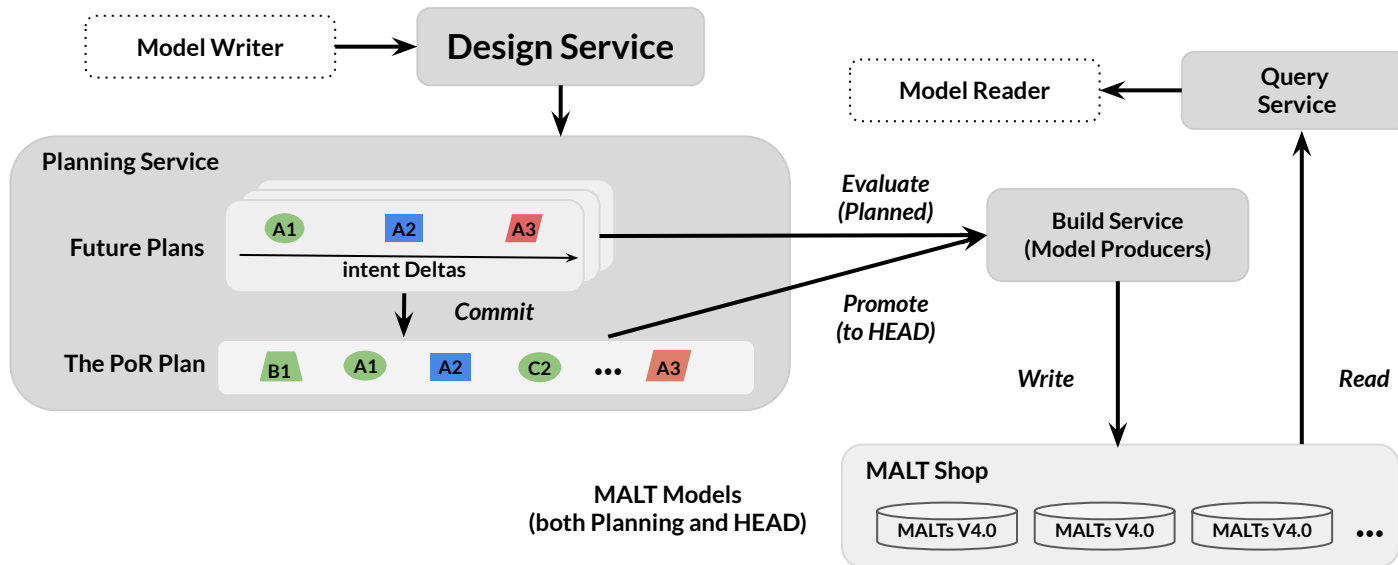 Model Writer
Design Service
Model Reader
Query
Service
Planning Service
A1
A2
A3
Future Plans
intent Deltas
Commit
The PoR Plan
B1
A1
A2
C2
...
A3
Evaluate
(Planned)
Promote
(to HEAD)
Build Service
(Model Producers)
Write
Read
MALT Models
(both Planning and HEAD)
MALT Shop
MALTs V4.0
MALTs V4.0
MALTs V4.0
...